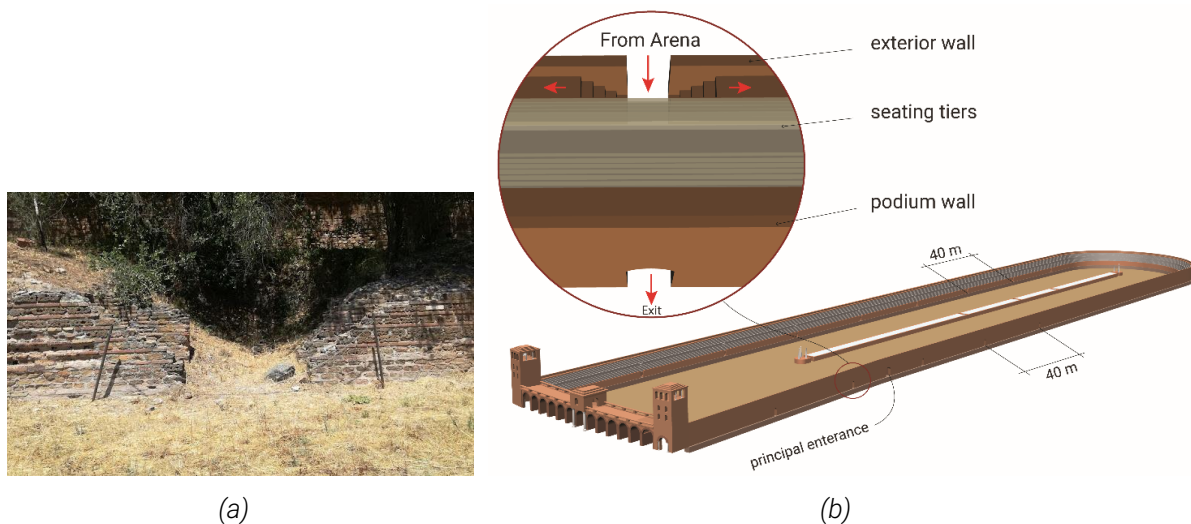 From Arena
exterior wall
seating tiers
podium wall
Exit
40 m
40 m
principal enterance
(a)
(b)